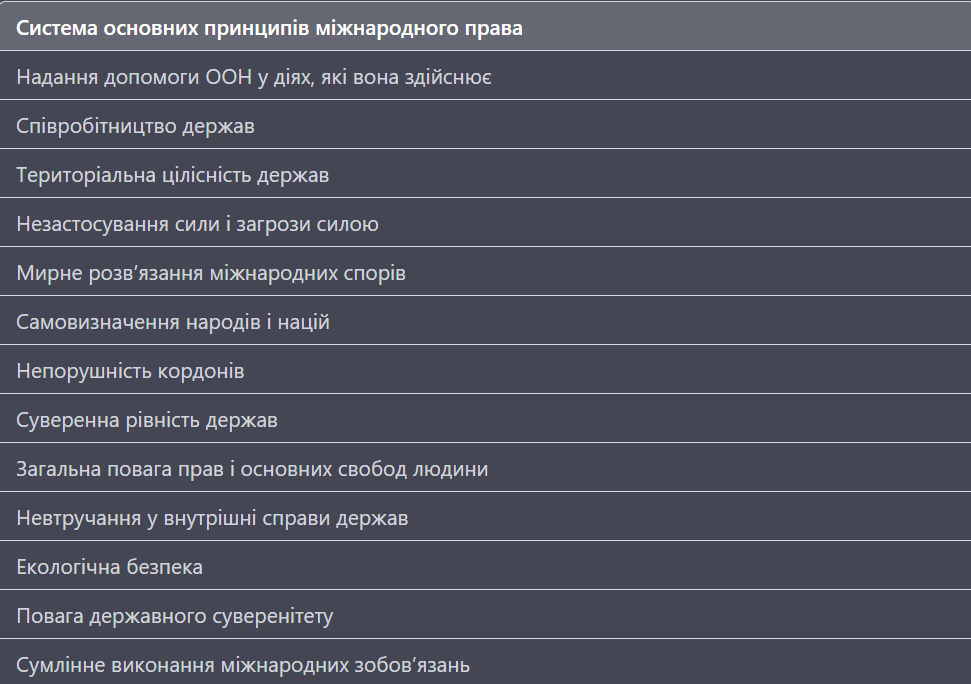 Система основних принципів міжнародного права
Надання допомоги ООН у діях, які вона здійснює
Співробітництво держав
Територіальна цілісність держав
Незастосування сили і загрози силою
Мирне розв’язання міжнародних спорів
Самовизначення народів і націй
Непорушність кордонів
Суверенна рівність держав
Загальна повага прав і основних свобод людини
Невтручання у внутрішні справи держав
Екологічна безпека
Повага державного суверенітету
Сумлінне виконання міжнародних зобов’язань